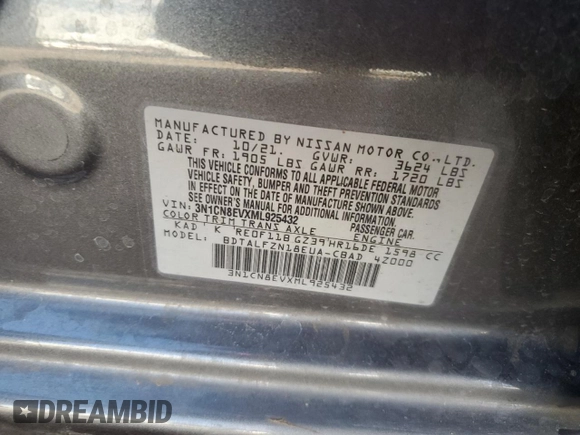 MANUFACTURED BY NISSAN MOTOR CO.,LTD.
DATE: 10/21. GVWR: 3624 LBS
GAWR FR: 1905 LBS GAWR RR: 1720 LBS
THIS VEHICLE CONFORMS TO ALL APPLICABLE FEDERAL MOTOR
VEHICLE SAFETY, BUMPER AND THEFT PREVENTION STANDARDS
IN EFFECT ON THE DATE OF MANUFACTURE SHOWN ABOVE.
SEE OWNER'S MANUAL FOR ADDITIONAL INFORMATION
VIN: 3N1CN8EVXML925432 PASSENGER CAR
COLOR TRIM TRANS AXLE ENGINE
KAD K RE0F11B GZ39 HR16DE 1598 CC
MODEL: BDTALFZN18EUA-CBAD 4Z000
3N1CN8EVXML925432
DREAMBID